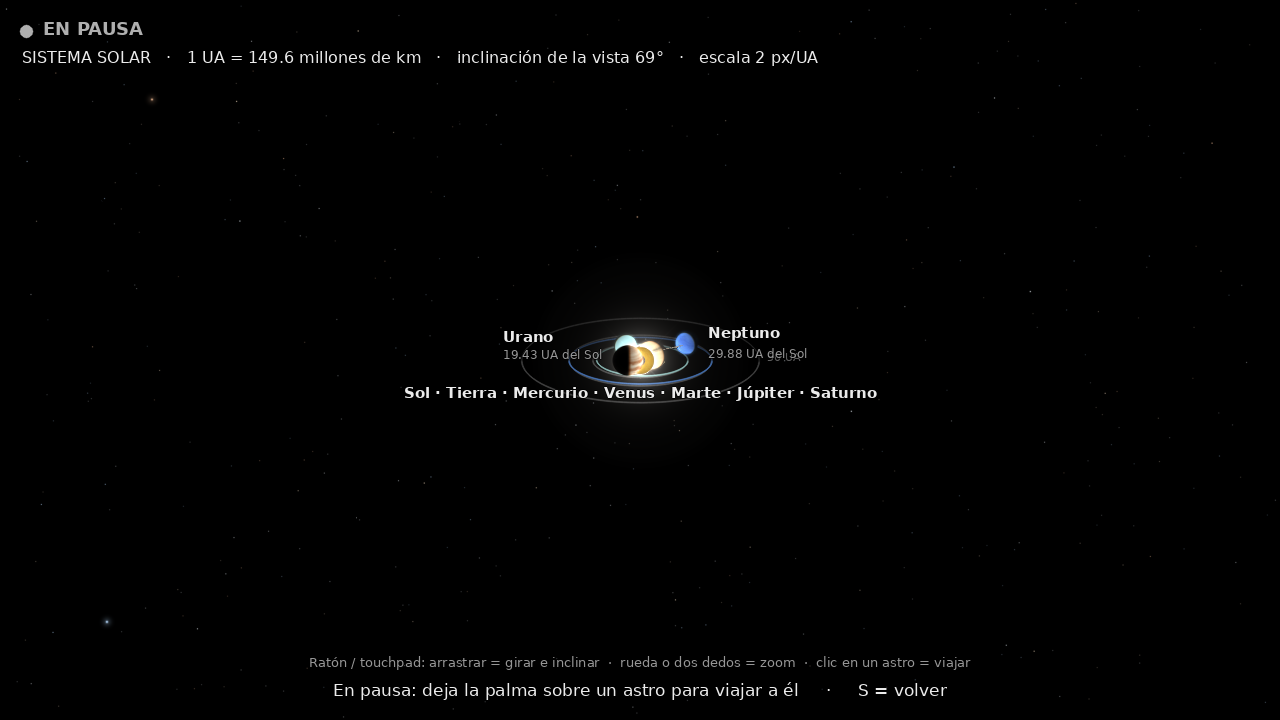 EN PAUSA
SISTEMA SOLAR · 1 UA = 149.6 millones de km · inclinación de la vista 69° · escala 2 px/UA
Urano
19.43 UA del Sol
Neptuno
29.88 UA del Sol
Sol · Tierra · Mercurio · Venus · Marte · Júpiter · Saturno
Ratón / touchpad: arrastrar = girar e inclinar · rueda o dos dedos = zoom · clic en un astro = viajar
En pausa: deja la palma sobre un astro para viajar a él · S = volver